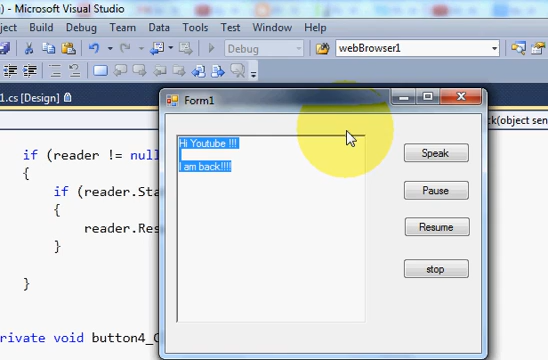 ) - Microsoft Visual Studio
ject Build Debug Team Data Tools Test Window Help
Debug webBrowser1
1.cs [Design]
Form1
ck(object sen
Hi Youtube !!!
I am back!!!!
Speak
Pause
Resume
stop
if (reader != null
{
if (reader.Sta
{
reader.Res
}
}
rivate void button4_C